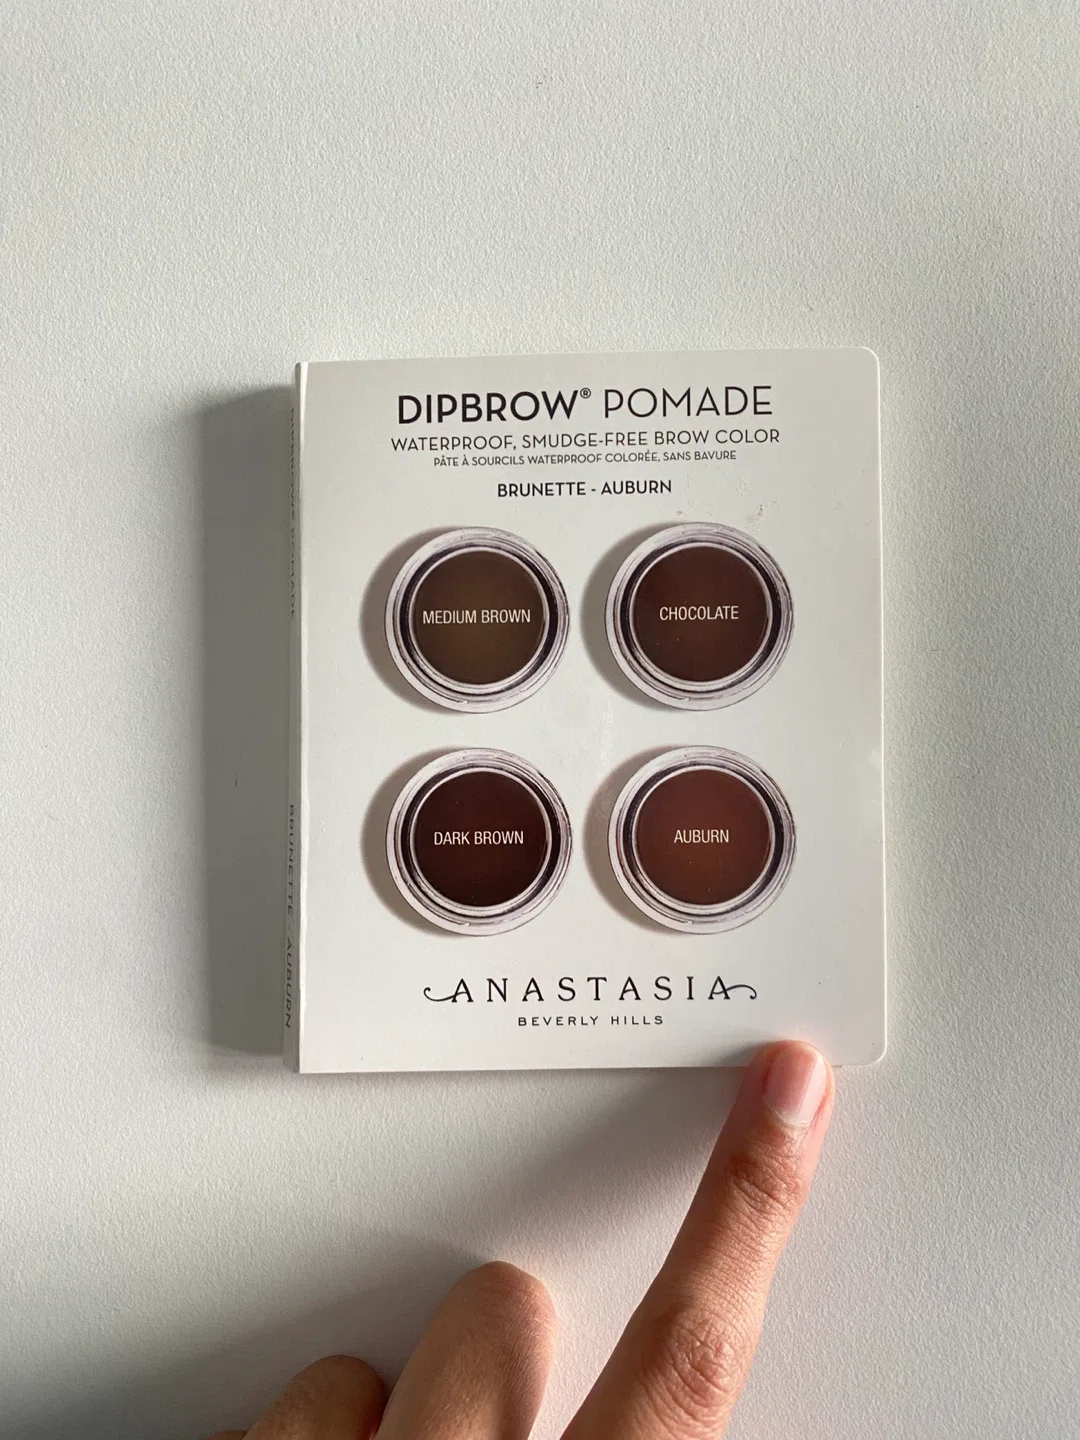 DIPBROW® POMADE
WATERPROOF, SMUDGE-FREE BROW COLOR
PÂTE À SOURCILS WATERPROOF COLORÉE, SANS BAVURE
BRUNETTE - AUBURN
MEDIUM BROWN
CHOCOLATE
DARK BROWN
AUBURN
ANASTASIA
BEVERLY HILLS
BRUNETTE - AUBURN